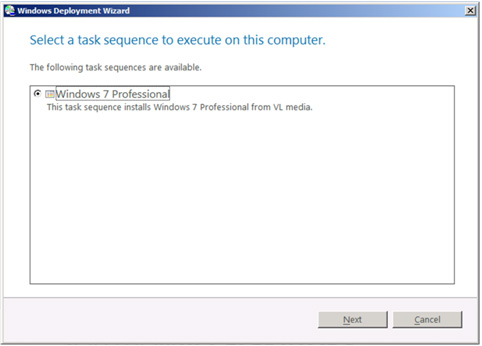 Windows Deployment Wizard
Select a task sequence to execute on this computer.
The following task sequences are available.
Windows 7 Professional
This task sequence installs Windows 7 Professional from VL media.
Next
Cancel